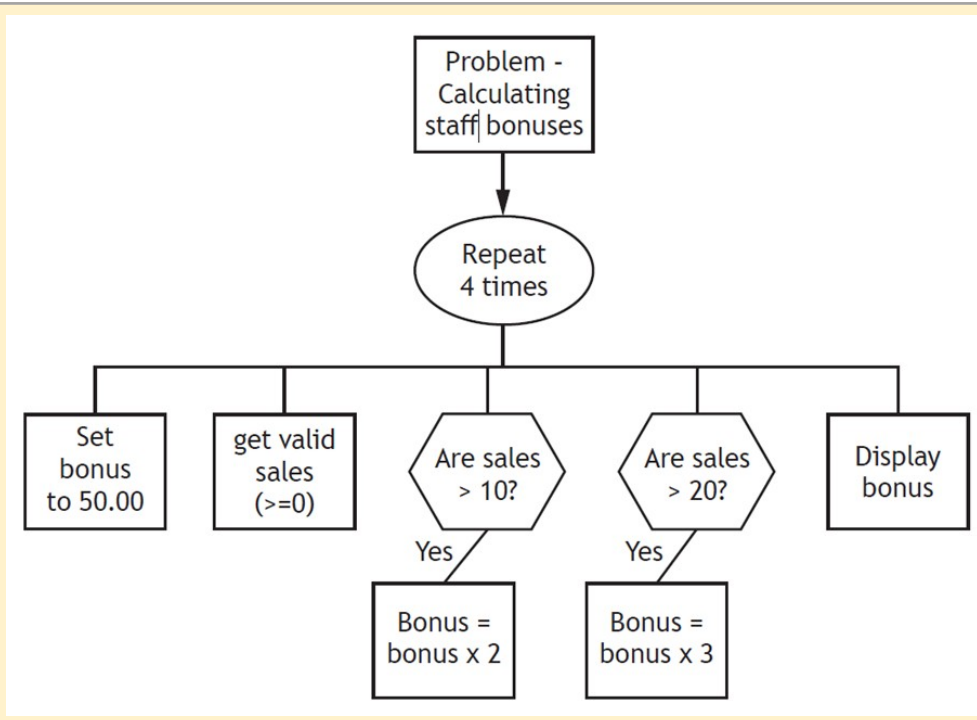 Problem -
Calculating
staff bonuses
Repeat
4 times
Set
bonus
to 50.00
get valid
sales
(>=0)
Are sales
> 10?
Are sales
> 20?
Display
bonus
Yes
Yes
Bonus =
bonus x 2
Bonus =
bonus x 3